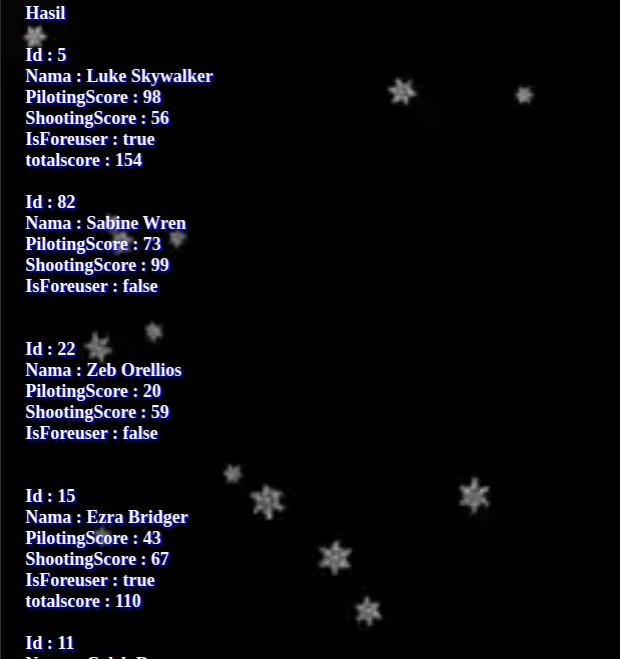 Hasil
Id : 5
Nama : Luke Skywalker
PilotingScore : 98
ShootingScore : 56
IsForeuser : true
totalscore : 154
Id : 82
Nama : Sabine Wren
PilotingScore : 73
ShootingScore : 99
IsForeuser : false
Id : 22
Nama : Zeb Orellios
PilotingScore : 20
ShootingScore : 59
IsForeuser : false
Id : 15
Nama : Ezra Bridger
PilotingScore : 43
ShootingScore : 67
IsForeuser : true
totalscore : 110
Id : 11